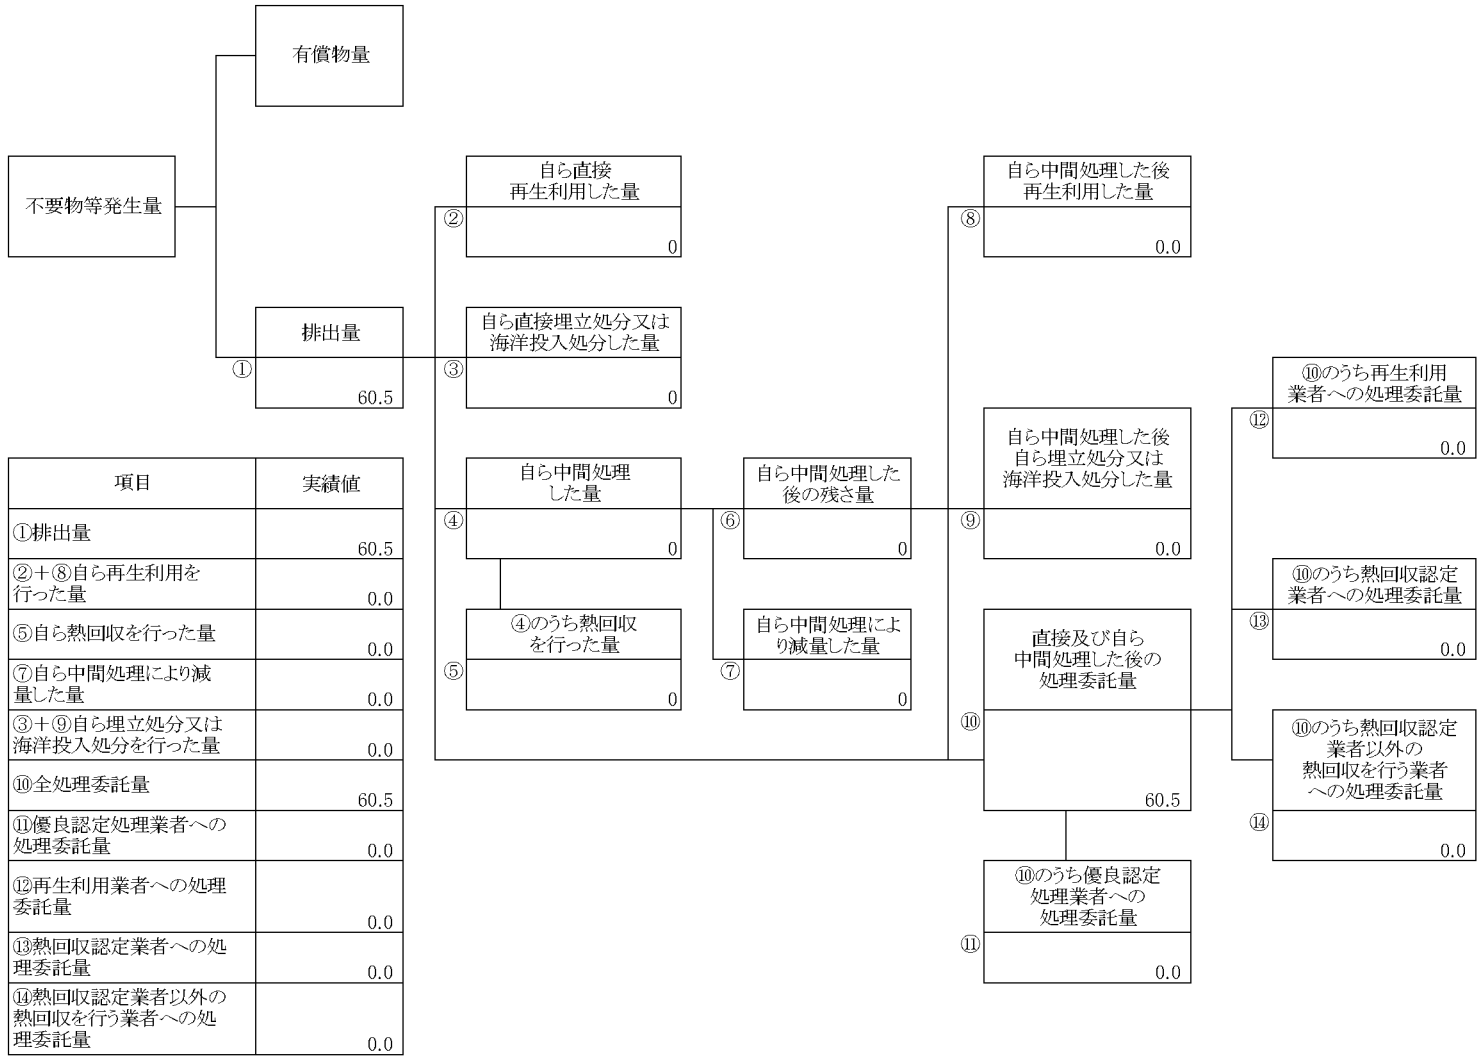 有償物量
不要物等発生量
排出量
①
60.5
自ら直接
再生利用した量
②
0
自ら直接埋立処分又は
海洋投入処分した量
③
0
自ら中間処理
した量
④
0
④のうち熱回収
を行った量
⑤
0
自ら中間処理した
後の残さ量
⑥
0
自ら中間処理によ
り減量した量
⑦
0
自ら中間処理した後
再生利用した量
⑧
0.0
自ら中間処理した後
自ら埋立処分又は
海洋投入処分した量
⑨
0.0
直接及び自ら
中間処理した後の
処理委託量
⑩
60.5
⑩のうち優良認定
処理業者への
処理委託量
⑪
0.0
⑩のうち再生利用
業者への処理委託量
⑫
0.0
⑩のうち熱回収認定
業者への処理委託量
⑬
0.0
⑩のうち熱回収認定
業者以外の
熱回収を行う業者
への処理委託量
⑭
0.0
項目 実績値
①排出量
60.5
②＋⑧自ら再生利用を
行った量
0.0
⑤自ら熱回収を行った量
0.0
⑦自ら中間処理により減
量した量
0.0
③＋⑨自ら埋立処分又は
海洋投入処分を行った量
0.0
⑩全処理委託量
60.5
⑪優良認定処理業者への
処理委託量
0.0
⑫再生利用業者への処理
委託量
0.0
⑬熱回収認定業者への処
理委託量
0.0
⑭熱回収認定業者以外の
熱回収を行う業者への処
理委託量
0.0